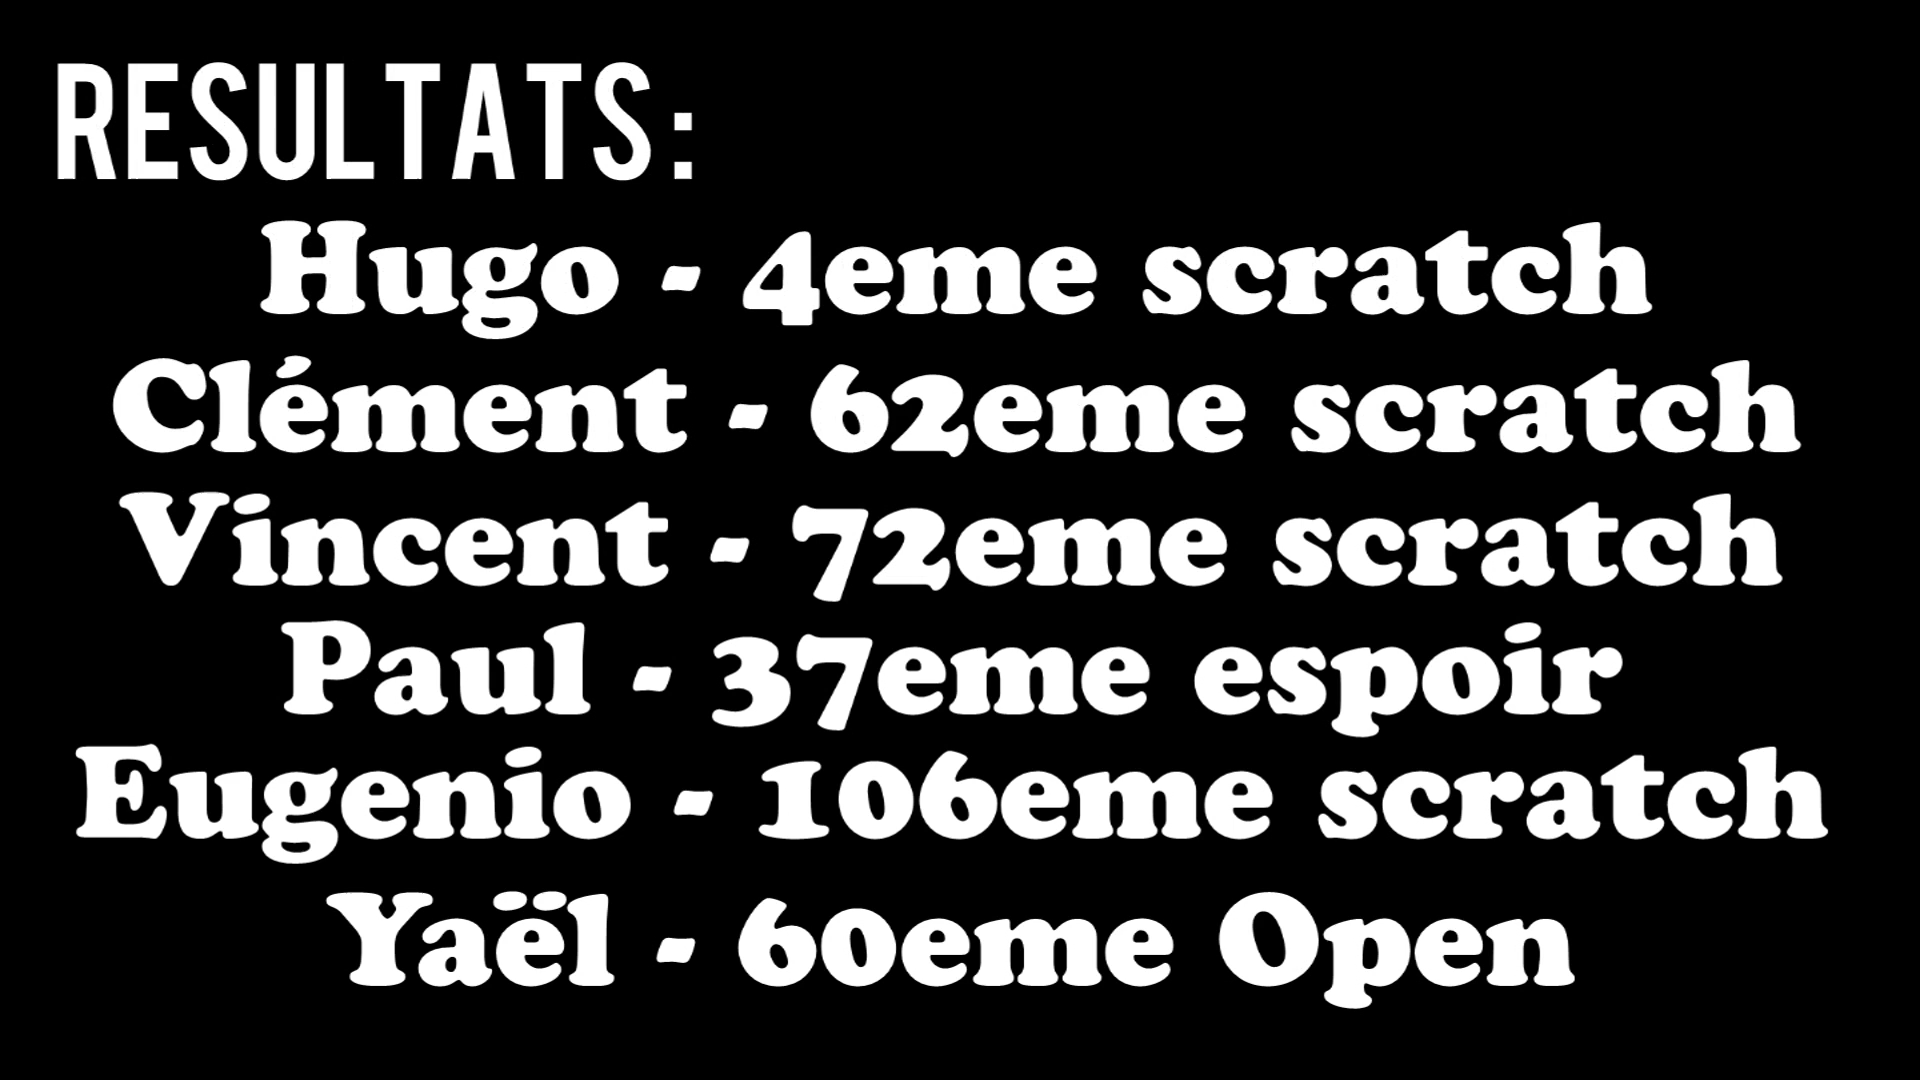 RESULTATS:
Hugo - 4eme scratch
Clément - 62eme scratch
Vincent - 72eme scratch
Paul - 37eme espoir
Eugenio - 106eme scratch
Yaël - 60eme Open